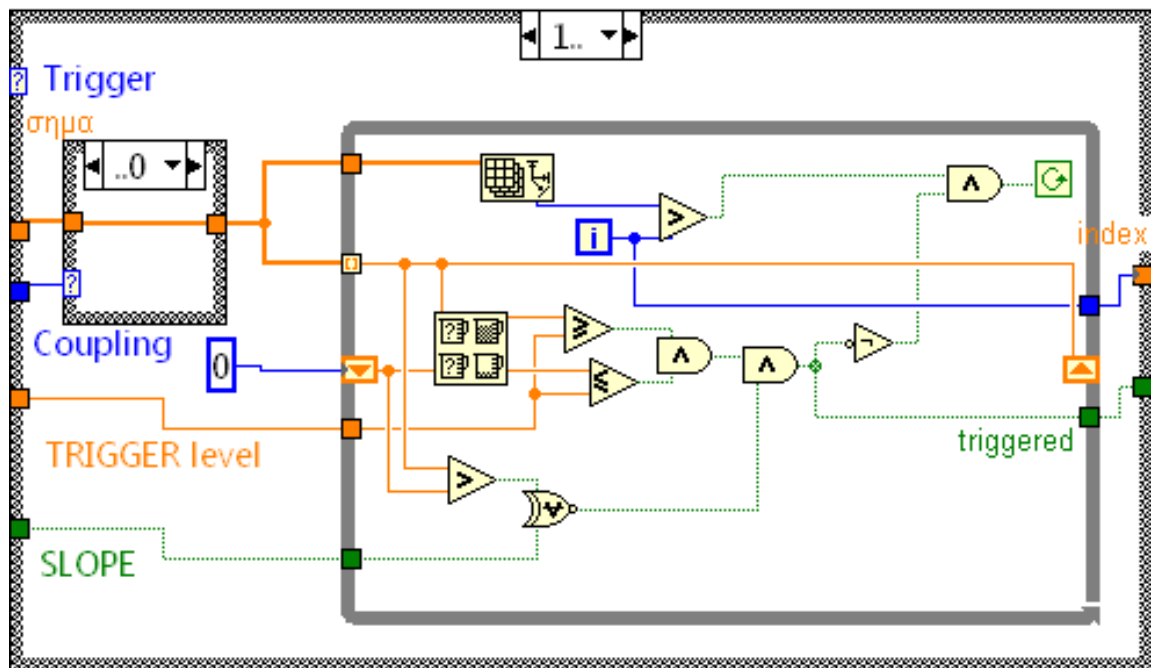 1..
Trigger
σημα
..0
i
index
Coupling
0
TRIGGER level
triggered
SLOPE